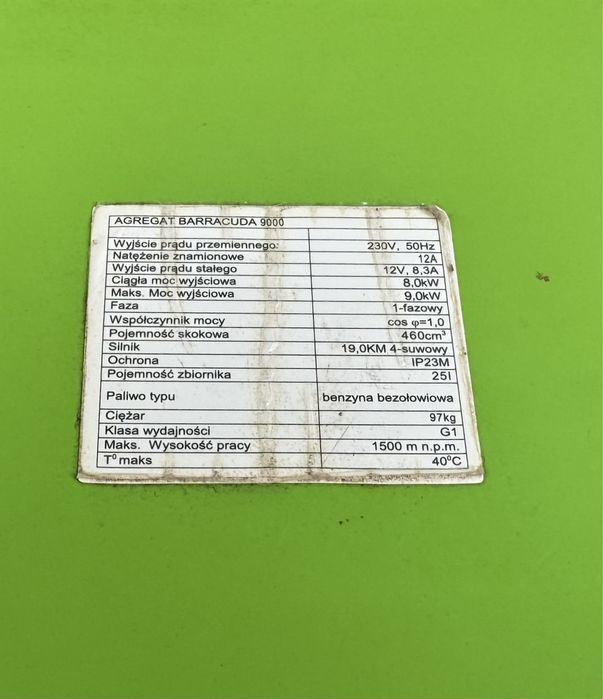 AGREGAT BARRACUDA 9000
Wyjście prądu przemiennego: 230V, 50Hz
Natężenie znamionowe 12A
Wyjście prądu stałego 12V, 8,3A
Ciągła moc wyjściowa 8,0kW
Maks. Moc wyjściowa 9,0kW
Faza 1-fazowy
Współczynnik mocy cos φ=1,0
Pojemność skokowa 460cm³
Silnik 19,0KM 4-suwowy
Ochrona IP23M
Pojemność zbiornika 25l
Paliwo typu benzyna bezołowiowa
Ciężar 97kg
Klasa wydajności G1
Maks. Wysokość pracy 1500 m n.p.m.
T⁰ maks 40⁰C